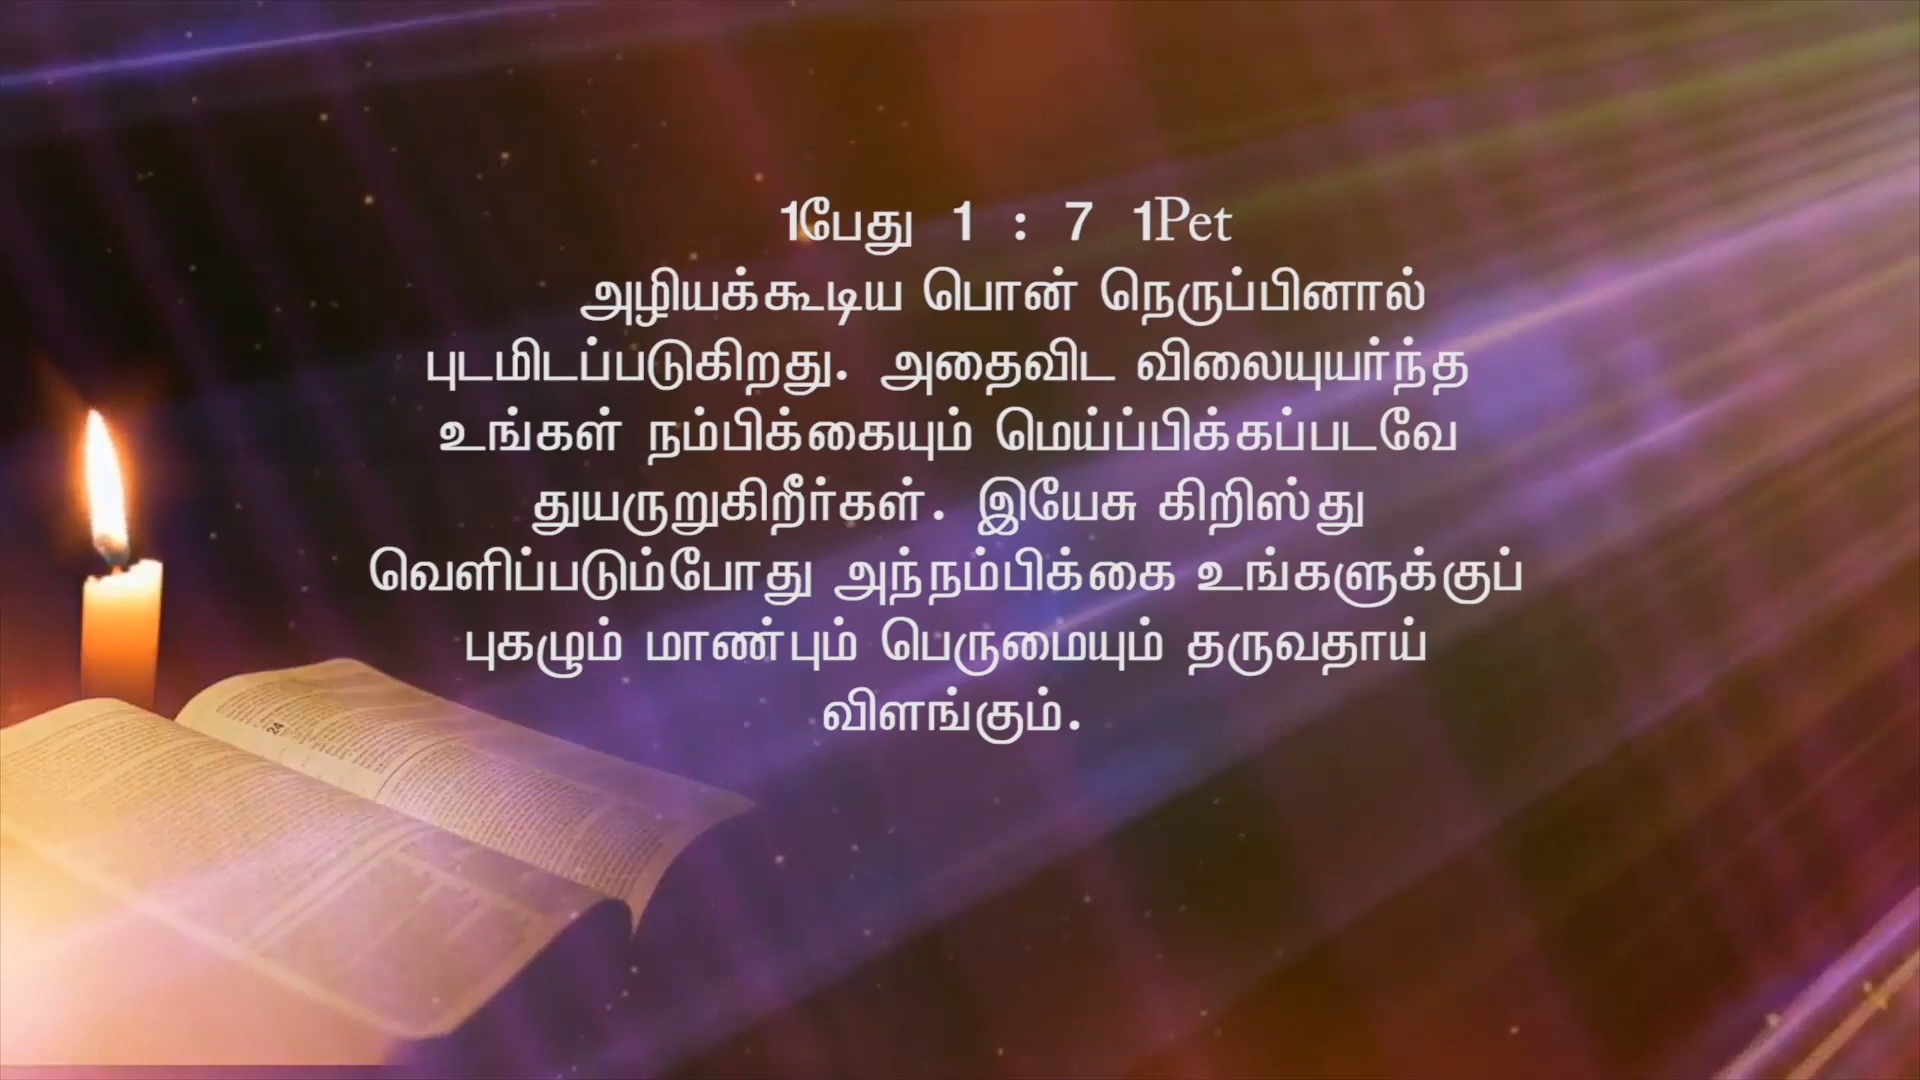 1பேது 1 : 7 1Pet
அழியக்கூடிய பொன் நெருப்பினால்
புடமிடப்படுகிறது. அதைவிட விலையுயர்ந்த
உங்கள் நம்பிக்கையும் மெய்ப்பிக்கப்படவே
துயருறுகிறீர்கள். இயேசு கிறிஸ்து
வெளிப்படும்போது அந்நம்பிக்கை உங்களுக்குப்
புகழும் மாண்பும் பெருமையும் தருவதாய்
விளங்கும்.
24